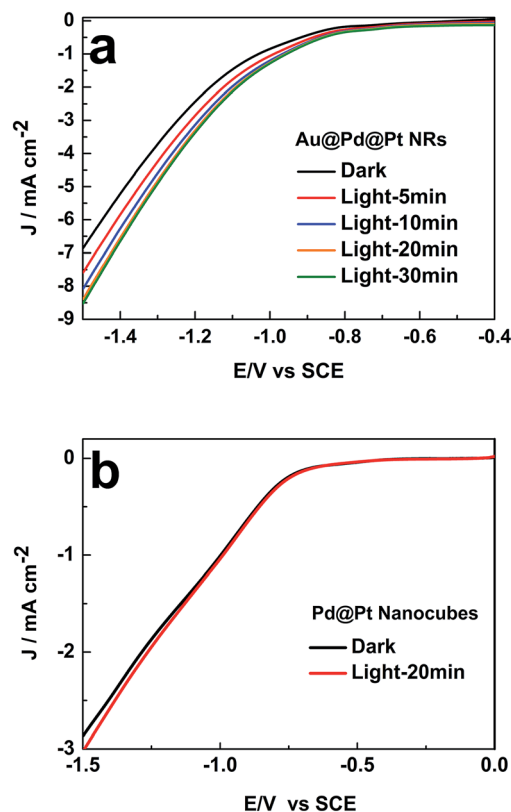 a
0
-1
-2
-3
-4
-5
-6
-7
-8
-9
J / mA cm-2
Au@Pd@Pt NRs
Dark
Light-5min
Light-10min
Light-20min
Light-30min
-1.4 -1.2 -1.0 -0.8 -0.6 -0.4
E/V vs SCE
b
0
-1
-2
-3
J / mA cm-2
Pd@Pt Nanocubes
Dark
Light-20min
-1.5 -1.0 -0.5 0.0
E/V vs SCE